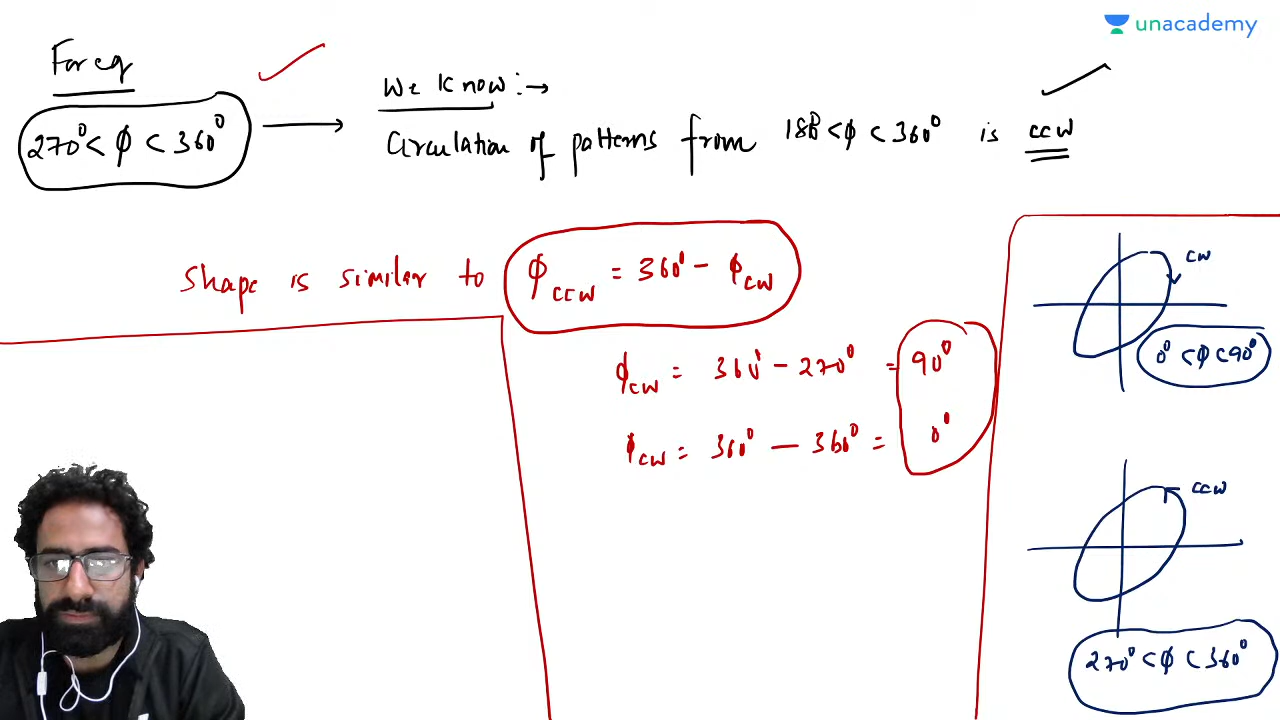 unacademy
For eg
270° < ϕ < 360°
We Know :→
Circulation of patterns from 180 < ϕ < 360° is ccw
Shape is similar to ϕccw = 360° - ϕcw
ϕcw = 360° - 270° = 90°
ϕcw = 360° - 360° = 0°
cw
0° < ϕ < 90°
ccw
270° < ϕ < 360°